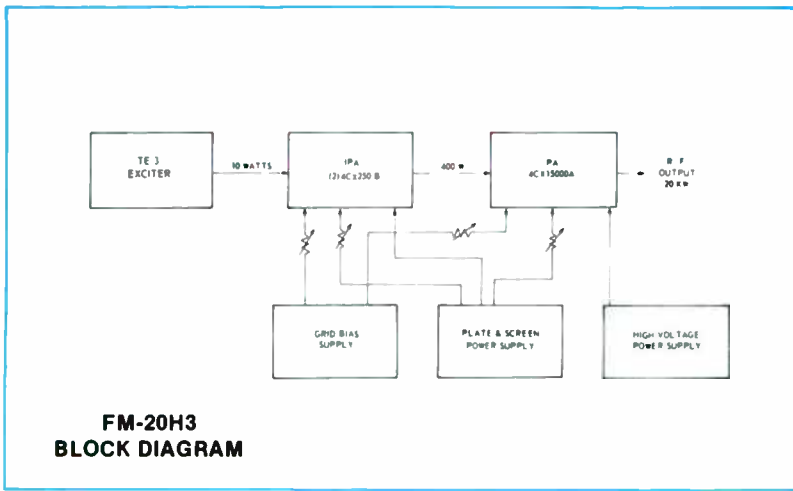 TE 3
EXCITER
10 WATTS
IPA
(2) 4CX250 B
400 W
PA
4CX15000A
R F
OUTPUT
20 KW
GRID BIAS
SUPPLY
PLATE & SCREEN
POWER SUPPLY
HIGH VOLTAGE
POWER SUPPLY
FM-20H3
BLOCK DIAGRAM